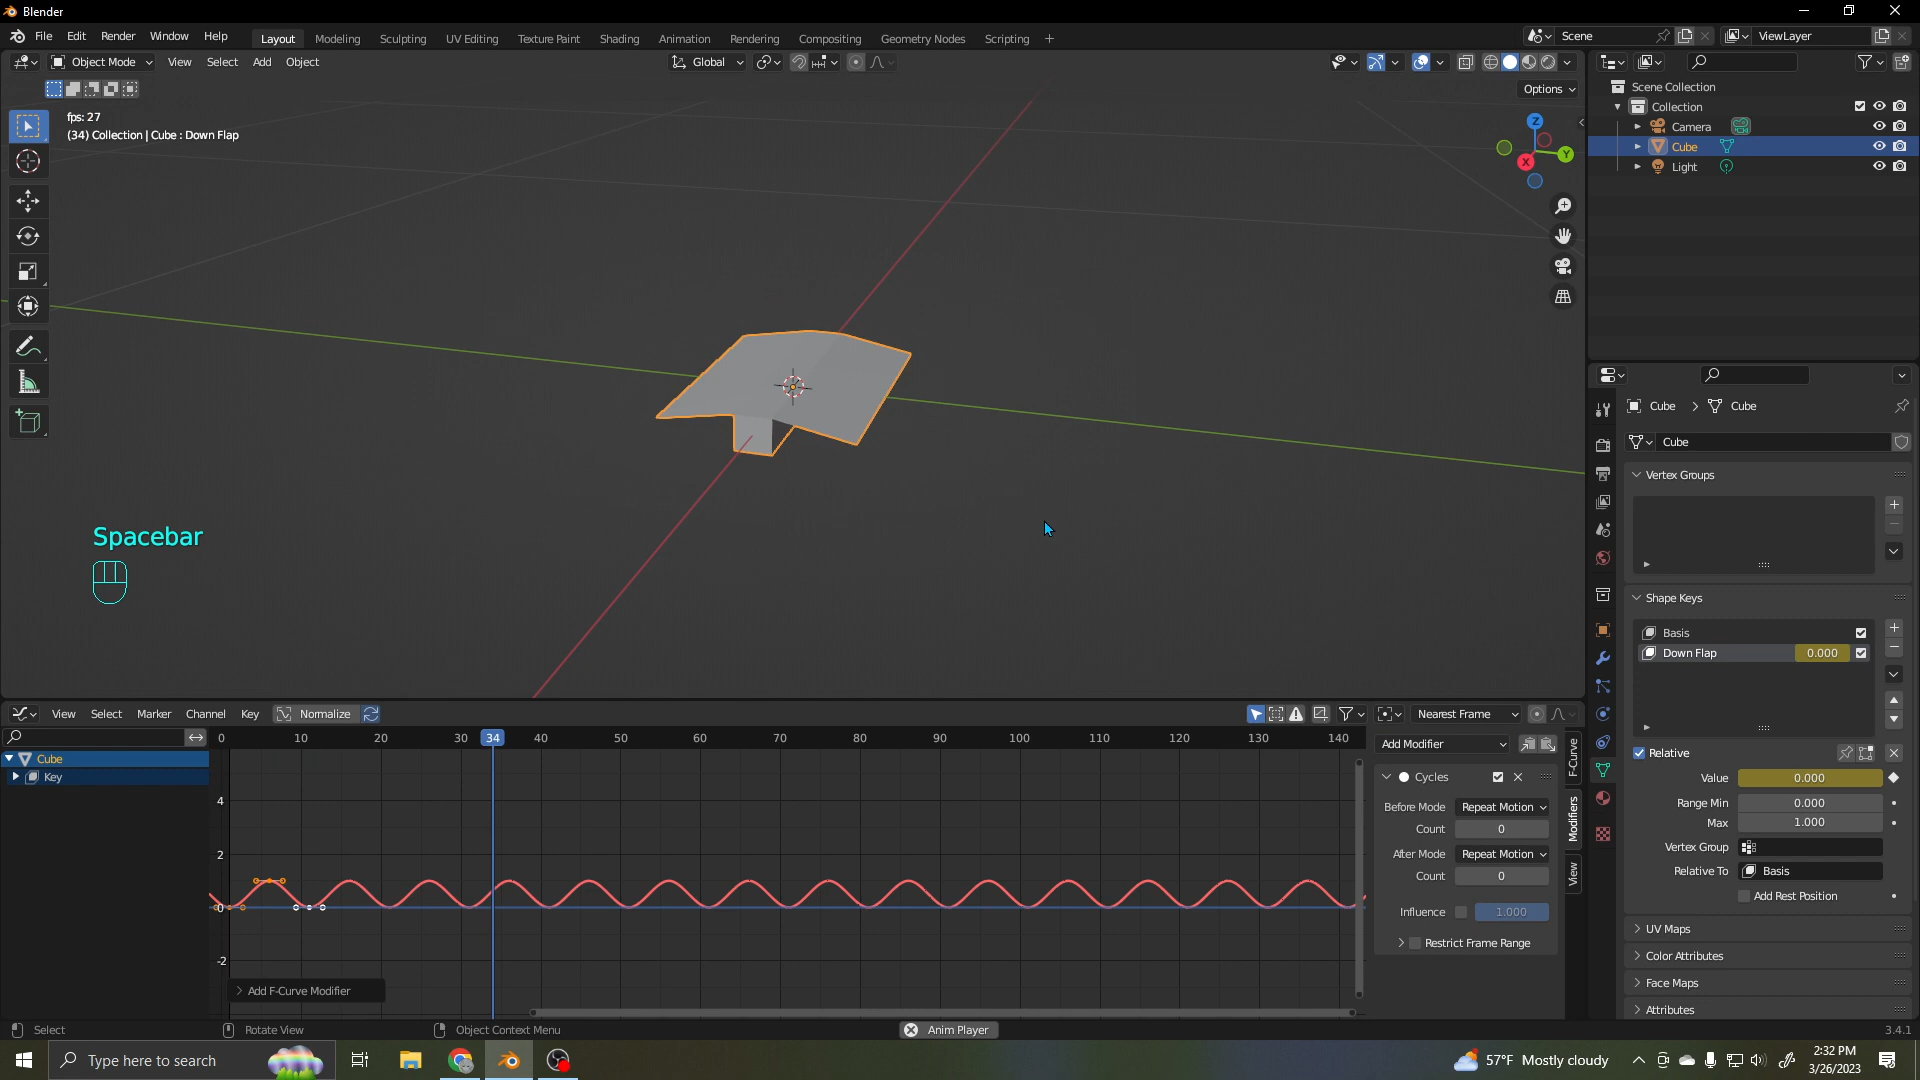 Blender
File Edit Render Window Help Layout Modeling Sculpting UV Editing Texture Paint Shading Animation Rendering Compositing Geometry Nodes Scripting + Scene ViewLayer
Object Mode View Select Add Object Global
Options
fps: 27
(34) Collection | Cube : Down Flap
Z
Y
X
Scene Collection
Collection
Camera
Cube
Light
Cube > Cube
Cube
Vertex Groups
Shape Keys
Basis
Down Flap 0.000
Relative
Value 0.000
Range Min 0.000
Max 1.000
Vertex Group
Relative To Basis
Add Rest Position
UV Maps
Color Attributes
Face Maps
Attributes
Spacebar
View Select Marker Channel Key Normalize Nearest Frame
0 10 20 30 34 40 50 60 70 80 90 100 110 120 130 140
Cube
Key
4
2
0
-2
Add F-Curve Modifier
Add Modifier
Cycles
Before Mode Repeat Motion
Count 0
After Mode Repeat Motion
Count 0
Influence 1.000
Restrict Frame Range
F-Curve
Modifiers
View
Select Rotate View Object Context Menu Anim Player 3.4.1
Type here to search 57°F Mostly cloudy 2:32 PM
3/26/2023